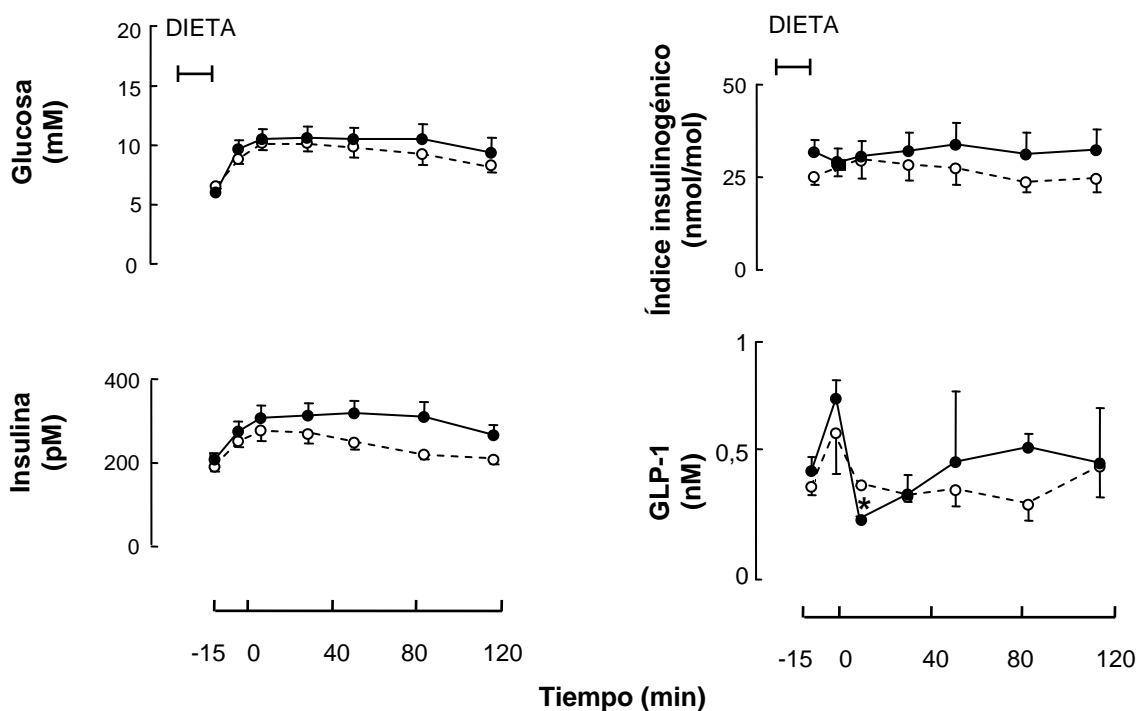 DIETA
20
15
10
5
0
Glucosa
(mM)
DIETA
50
25
0
Índice insulinogénico
(nmol/mol)
400
200
0
Insulina
(pM)
1
0,5
0
GLP-1
(nM)
*
-15 0 40 80 120
-15 0 40 80 120
Tiempo (min)